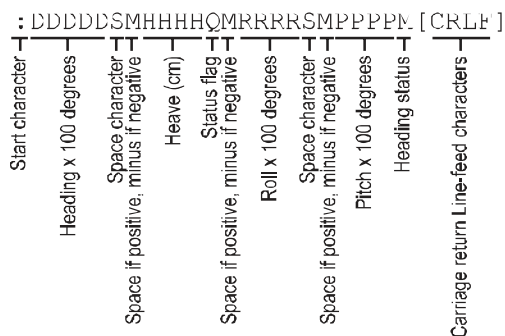 :DDDDDSMHHHHQMRRRRSMPPPPM[CRLF]
Start character
Heading x 100 degrees
Space character
Space if positive, minus if negative
Heave (cm)
Status flag
Space if positive, minus if negative
Roll x 100 degrees
Space character
Space if positive, minus if negative
Pitch x 100 degrees
Heading status
Carriage return Line-feed characters